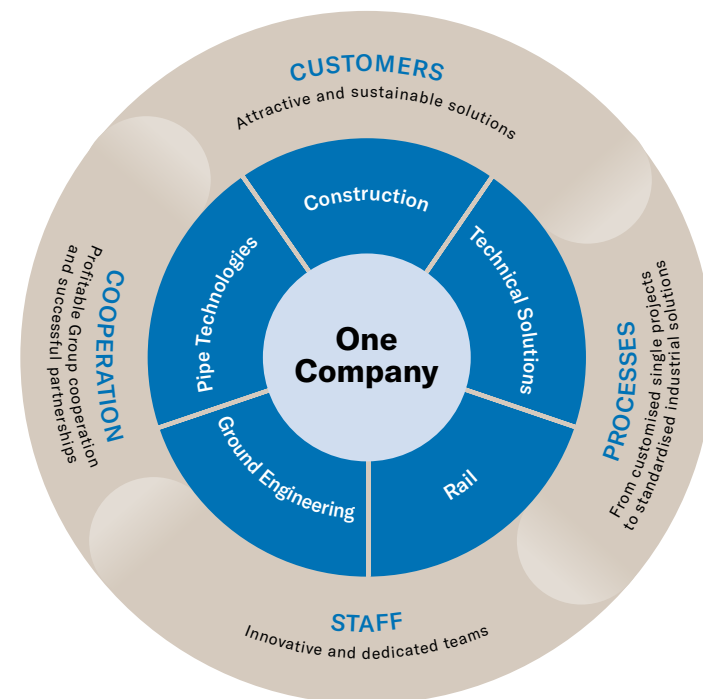 CUSTOMERS
Attractive and sustainable solutions
Construction
Technical Solutions
Rail
Ground Engineering
Pipe Technologies
One
Company
PROCESSES
From customised single projects
to standardised industrial solutions
STAFF
Innovative and dedicated teams
COOPERATION
Profitable Group cooperation
and successful partnerships